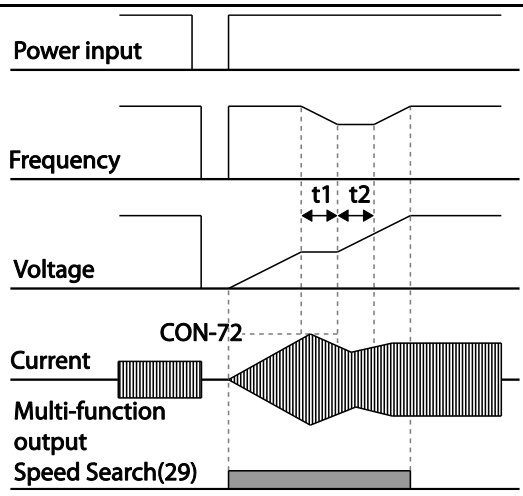 Power input
Frequency
t1 t2
Voltage
CON-72
Current
Multi-function
output
Speed Search(29)